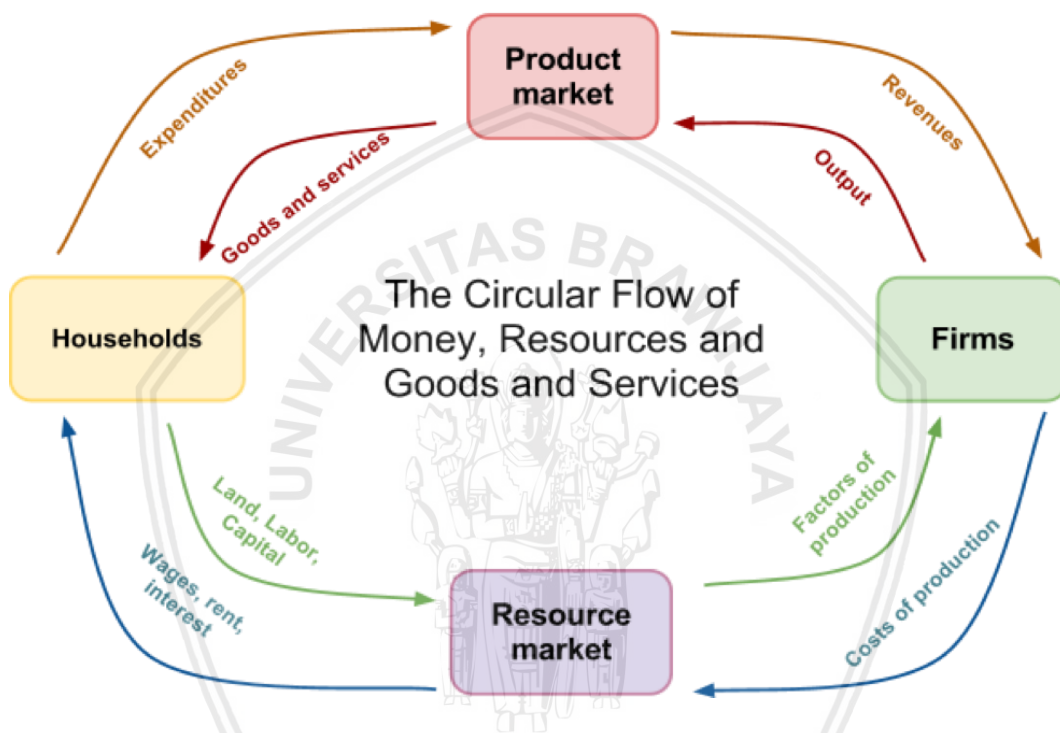 Product
market
Expenditures
Revenues
Goods and services
Output
UNIVERSITAS BRAWIJAYA
Households
The Circular Flow of
Money, Resources and
Goods and Services
Firms
Land, Labor,
Capital
Factors of
production
Wages, rent,
interest
Resource
market
Costs of production